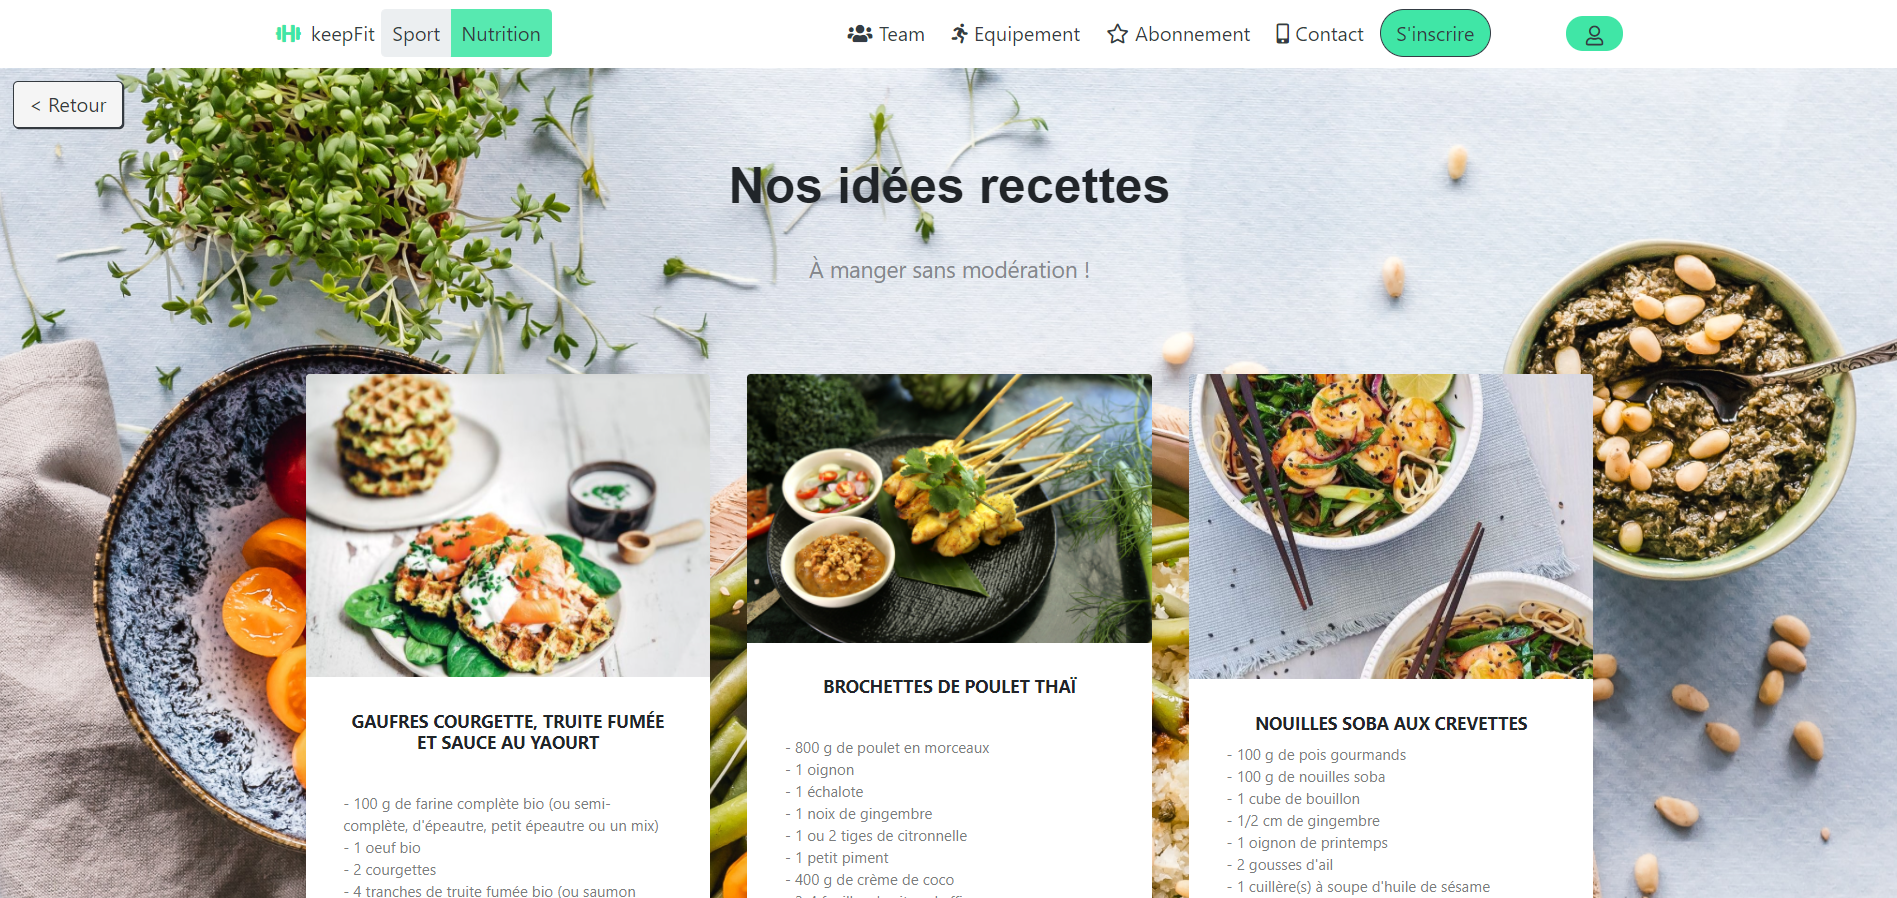 keepFit Sport Nutrition Team Equipement Abonnement Contact S'inscrire
< Retour
Nos idées recettes
À manger sans modération !
GAUFRES COURGETTE, TRUITE FUMÉE
ET SAUCE AU YAOURT
- 100 g de farine complète bio (ou semi-
complète, d'épeautre, petit épeautre ou un mix)
- 1 oeuf bio
- 2 courgettes
- 4 tranches de truite fumée bio (ou saumon
BROCHETTES DE POULET THAÏ
- 800 g de poulet en morceaux
- 1 oignon
- 1 échalote
- 1 noix de gingembre
- 1 ou 2 tiges de citronnelle
- 1 petit piment
- 400 g de crème de coco
NOUILLES SOBA AUX CREVETTES
- 100 g de pois gourmands
- 100 g de nouilles soba
- 1 cube de bouillon
- 1/2 cm de gingembre
- 1 oignon de printemps
- 2 gousses d'ail
- 1 cuillère(s) à soupe d'huile de sésame